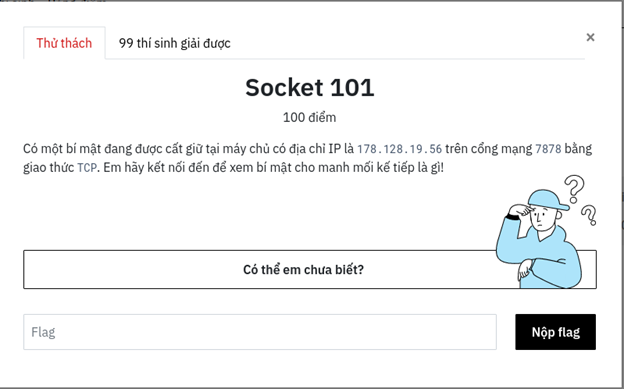 Thử thách
99 thí sinh giải được
×
Socket 101
100 điểm
Có một bí mật đang được cất giữ tại máy chủ có địa chỉ IP là 178.128.19.56 trên cổng mạng 7878 bằng
giao thức TCP. Em hãy kết nối đến để xem bí mật cho manh mối kế tiếp là gì!
? ?
Có thể em chưa biết?
Flag
Nộp flag